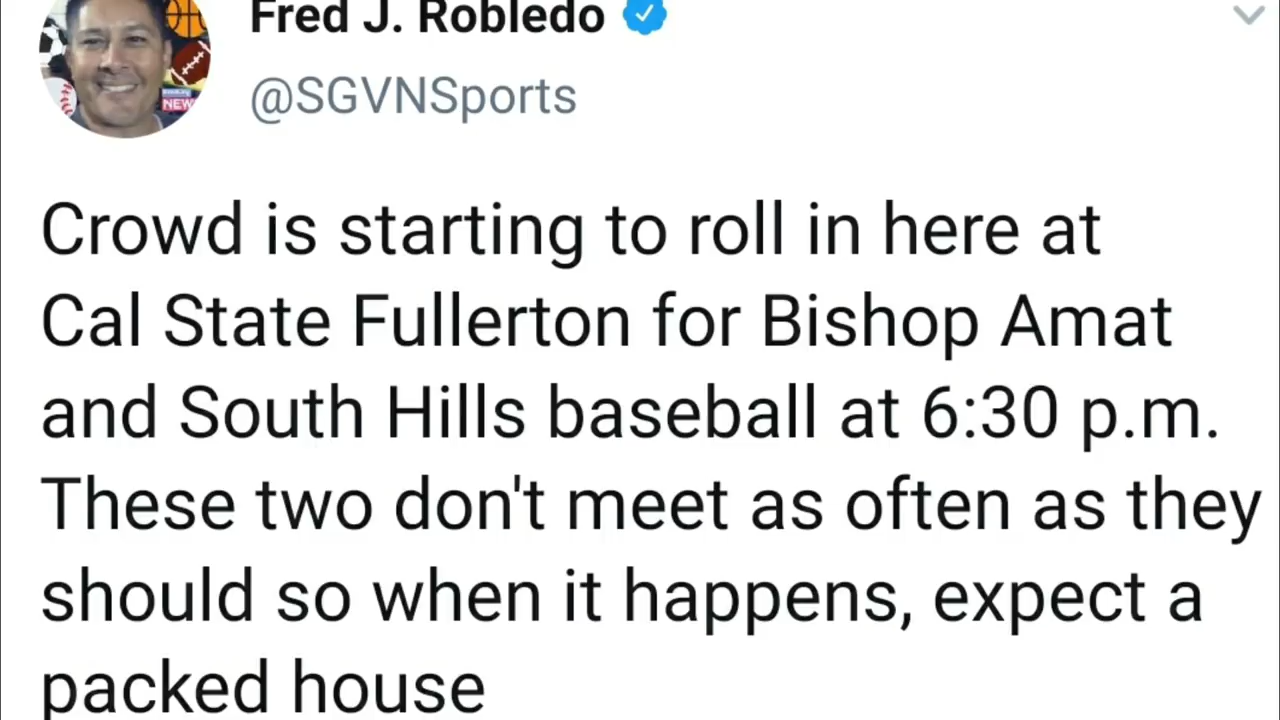 Fred J. Robledo
@SGVNSports
NEW
Crowd is starting to roll in here at
Cal State Fullerton for Bishop Amat
and South Hills baseball at 6:30 p.m.
These two don't meet as often as they
should so when it happens, expect a
packed house